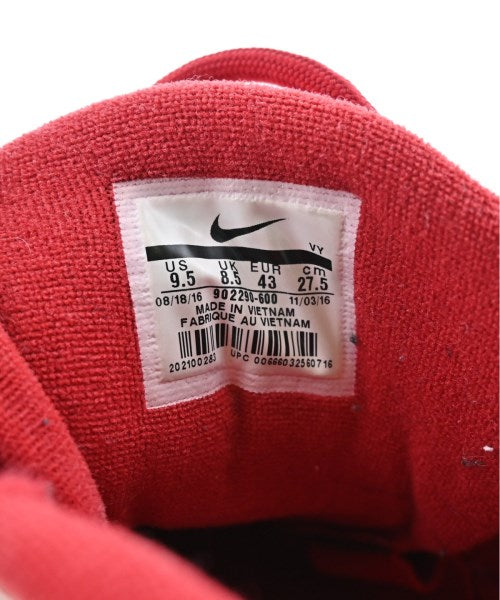 VY
US UK EUR cm
9.5 8.5 43 27.5
08/18/16 902290-600 11/03/16
MADE IN VIETNAM
FABRIQUE AU VIETNAM
202100283 UPC 00666032560716